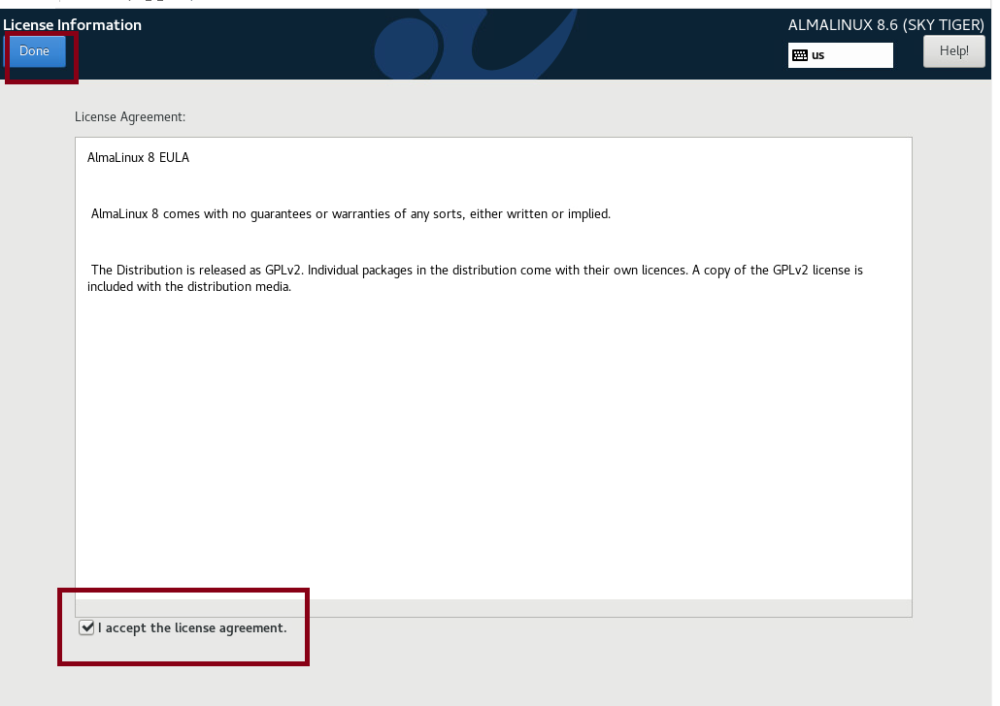 License Information
ALMALINUX 8.6 (SKY TIGER)
Done
us
Help!
License Agreement:
AlmaLinux 8 EULA
AlmaLinux 8 comes with no guarantees or warranties of any sorts, either written or implied.
The Distribution is released as GPLv2. Individual packages in the distribution come with their own licences. A copy of the GPLv2 license is
included with the distribution media.
I accept the license agreement.